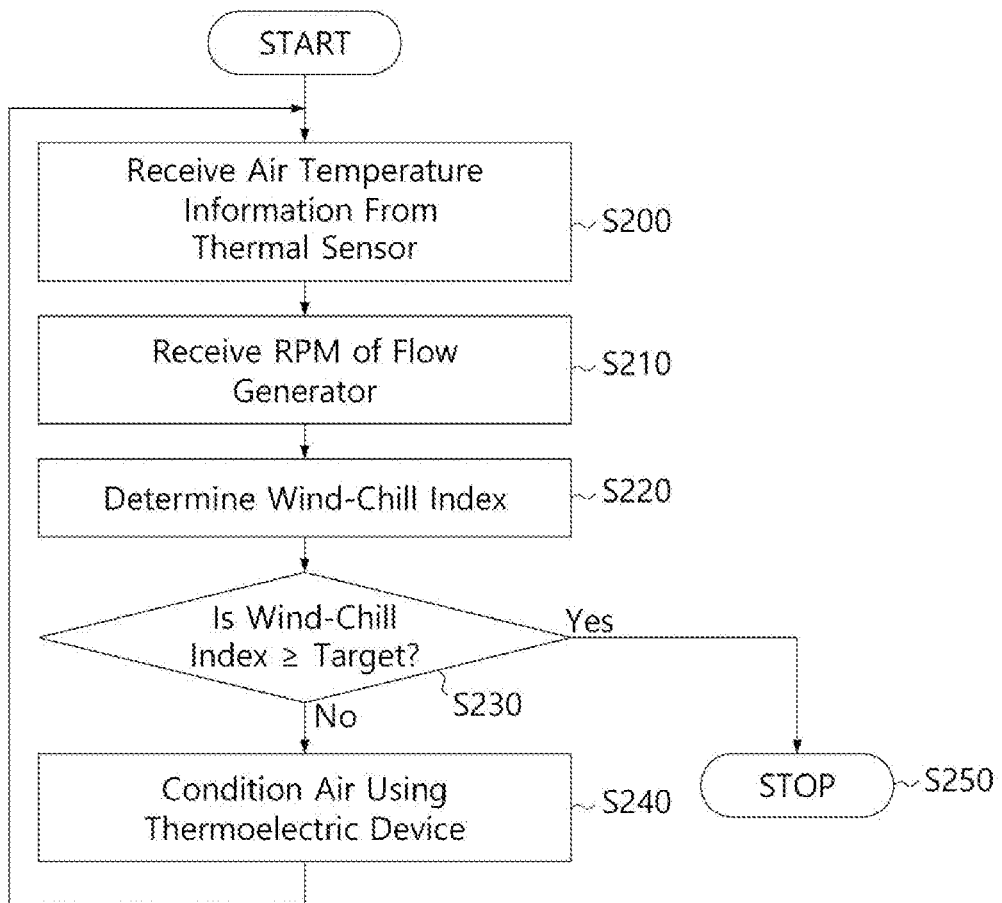 START
Receive Air Temperature
Information From
Thermal Sensor
S200
Receive RPM of Flow
Generator
S210
Determine Wind-Chill Index
S220
Is Wind-Chill
Index ≥ Target?
Yes
S230
No
Condition Air Using
Thermoelectric Device
S240
STOP
S250